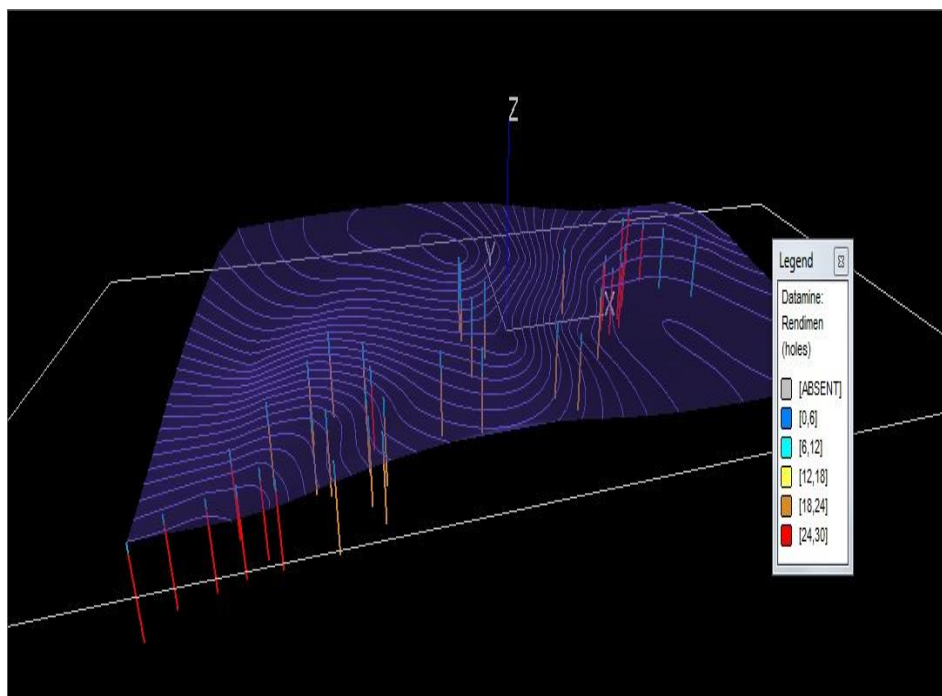 Z
Y
X
Legend
Datamine:
Rendimen
(holes)
[ABSENT]
[0,6]
[6,12]
[12,18]
[18,24]
[24,30]